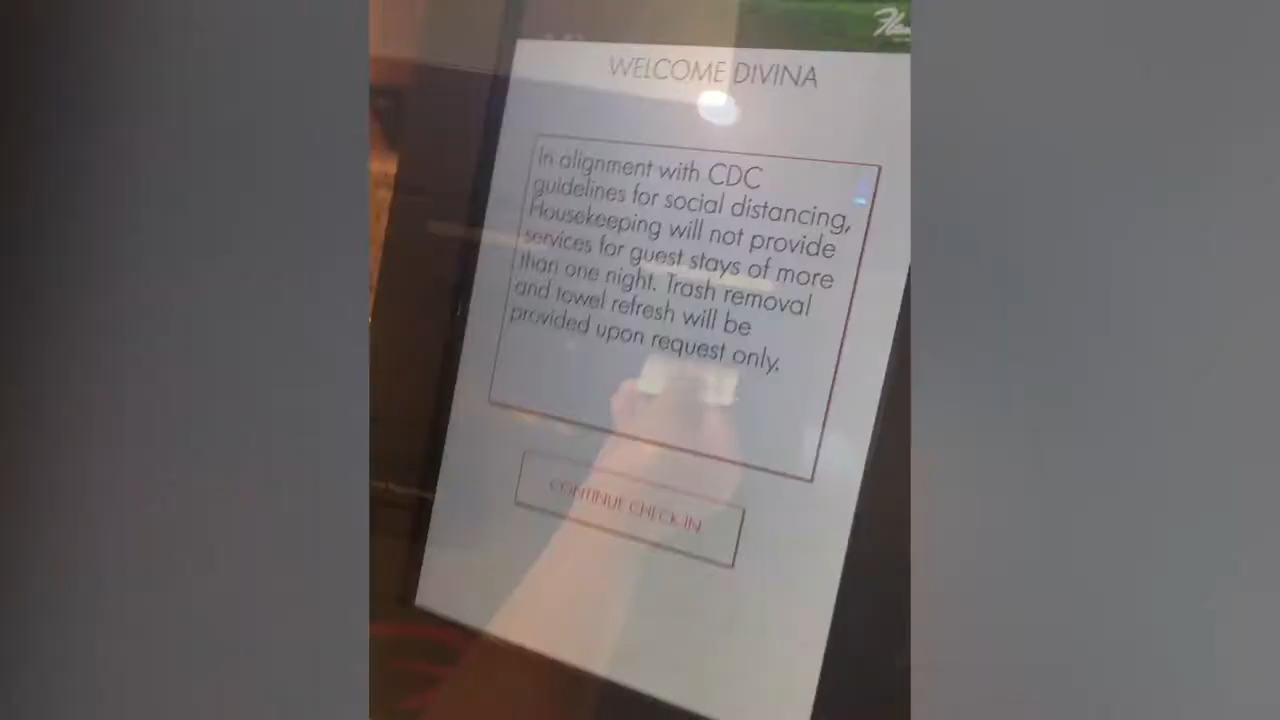 WELCOME DIVINA
In alignment with CDC
guidelines for social distancing,
Housekeeping will not provide
services for guest stays of more
than one night. Trash removal
and towel refresh will be
provided upon request only.
CONTINUE CHECK-IN